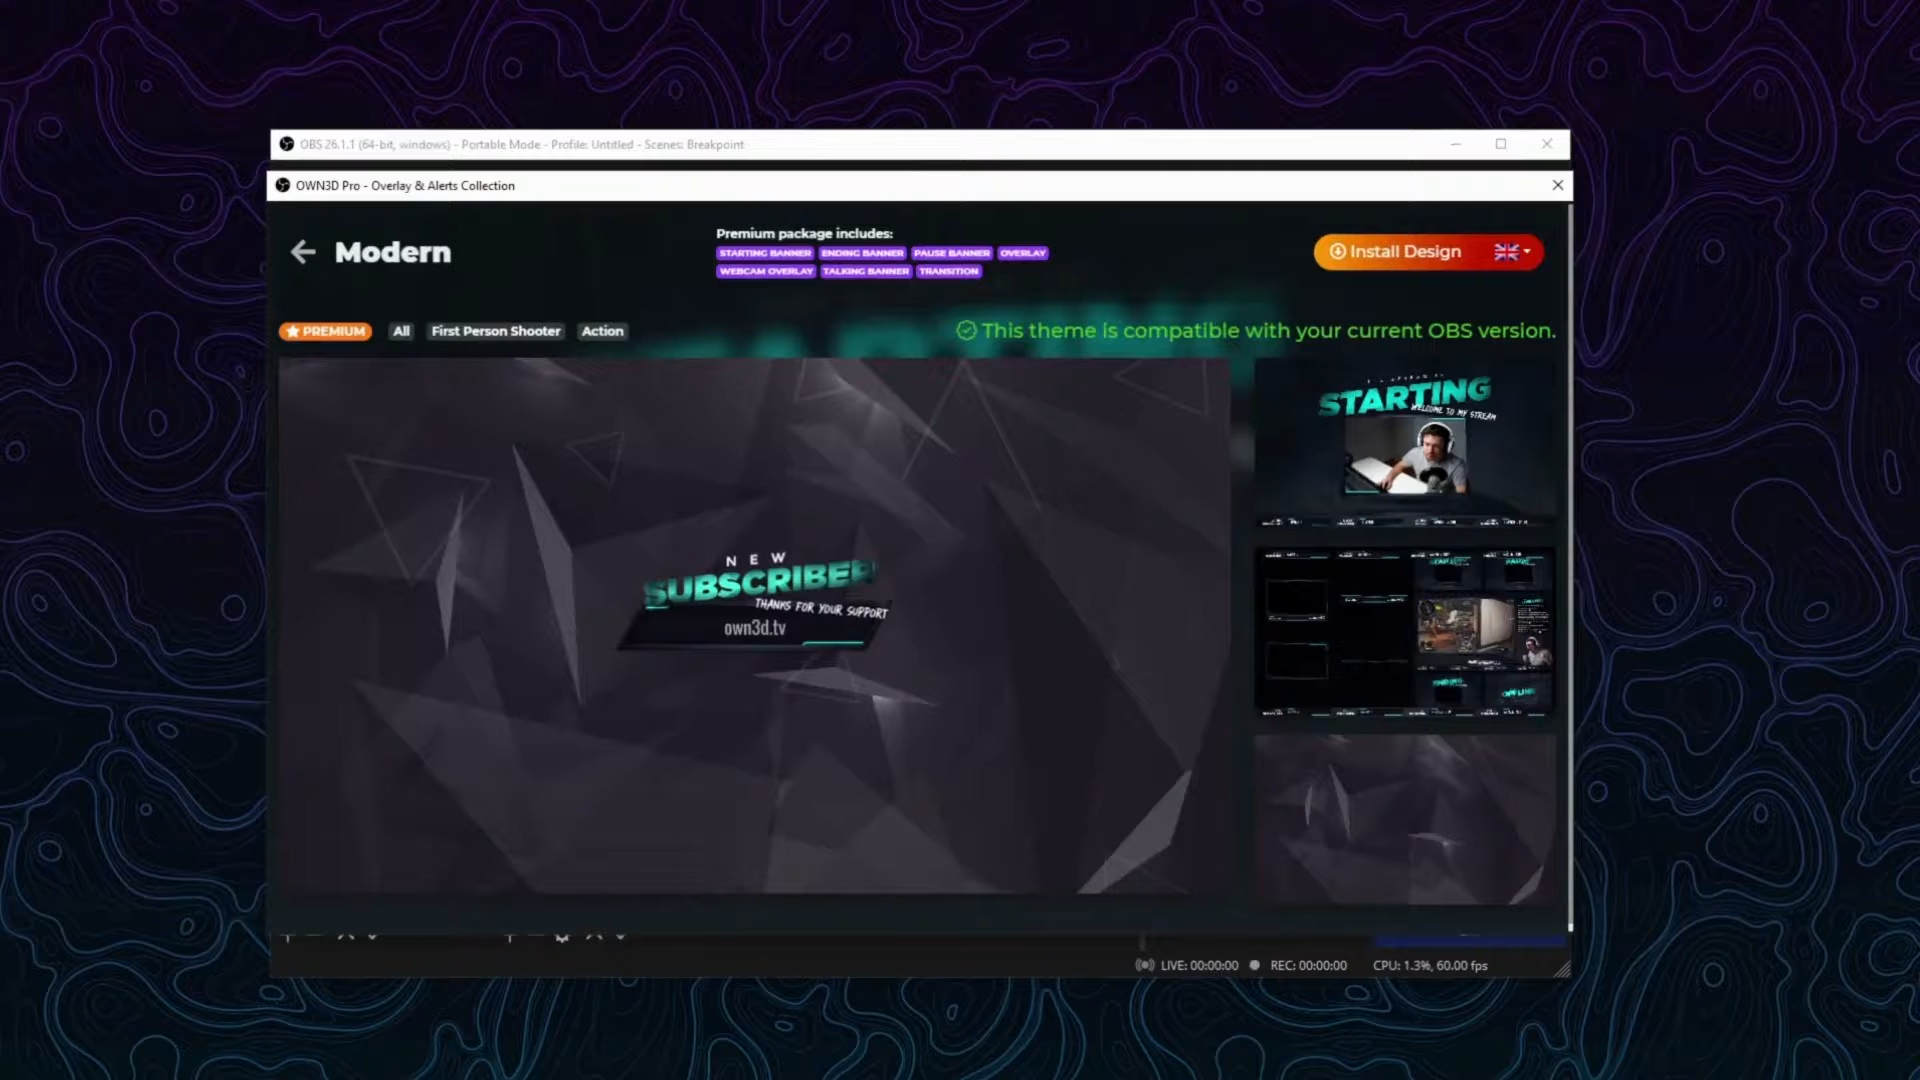 OBS 26.1.1 (64-bit, windows) - Portable Mode - Profile: Untitled - Scenes: Breakpoint
OWN3D Pro - Overlay & Alerts Collection
Modern
Premium package includes:
STARTING BANNER ENDING BANNER PAUSE BANNER OVERLAY
WEBCAM OVERLAY TALKING BANNER TRANSITION
Install Design
PREMIUM All First Person Shooter Action
This theme is compatible with your current OBS version.
NEW
SUBSCRIBER
THANKS FOR YOUR SUPPORT
own3d.tv
STARTING
WELCOME TO MY STREAM
LIVE: 00:00:00 REC: 00:00:00 CPU: 1.3%, 60.00 fps